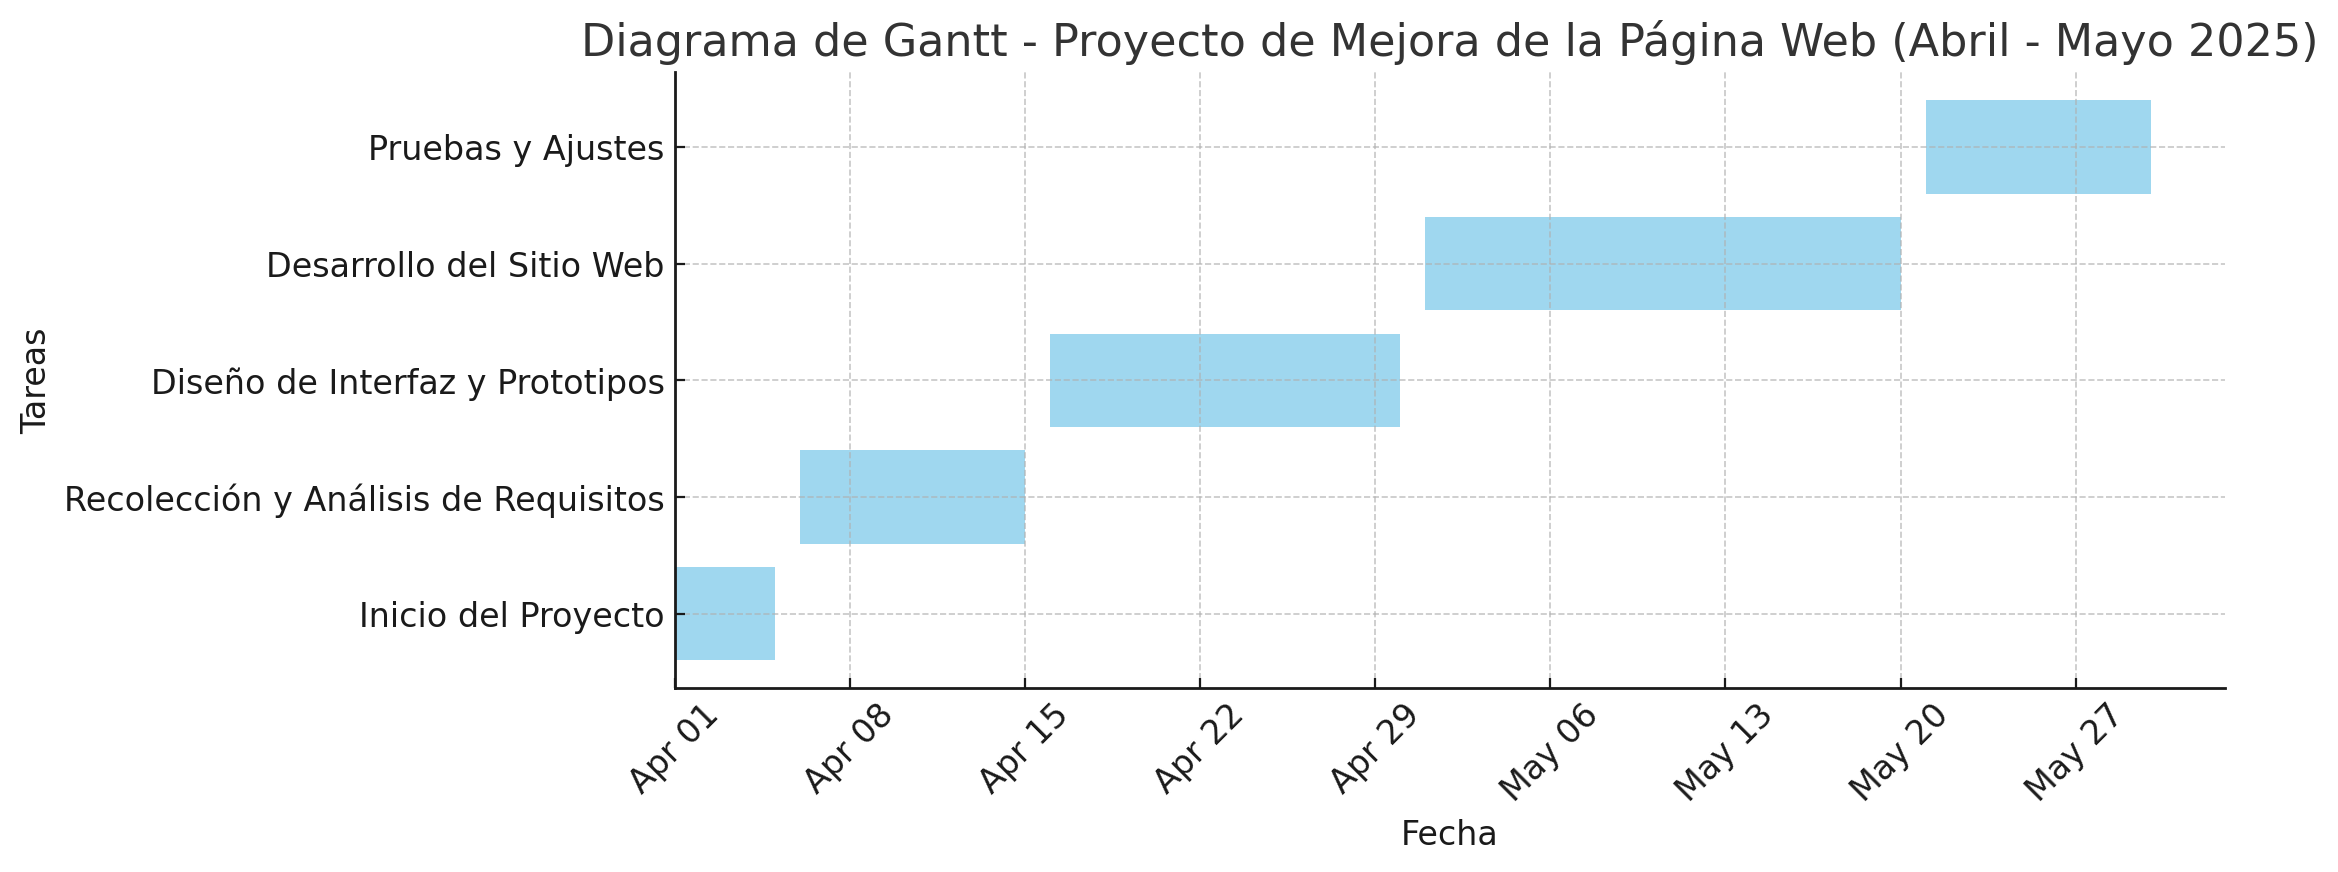 Diagrama de Gantt - Proyecto de Mejora de la Página Web (Abril - Mayo 2025)
Tareas
Pruebas y Ajustes
Desarrollo del Sitio Web
Diseño de Interfaz y Prototipos
Recolección y Análisis de Requisitos
Inicio del Proyecto
Apr 01
Apr 08
Apr 15
Apr 22
Apr 29
May 06
May 13
May 20
May 27
Fecha